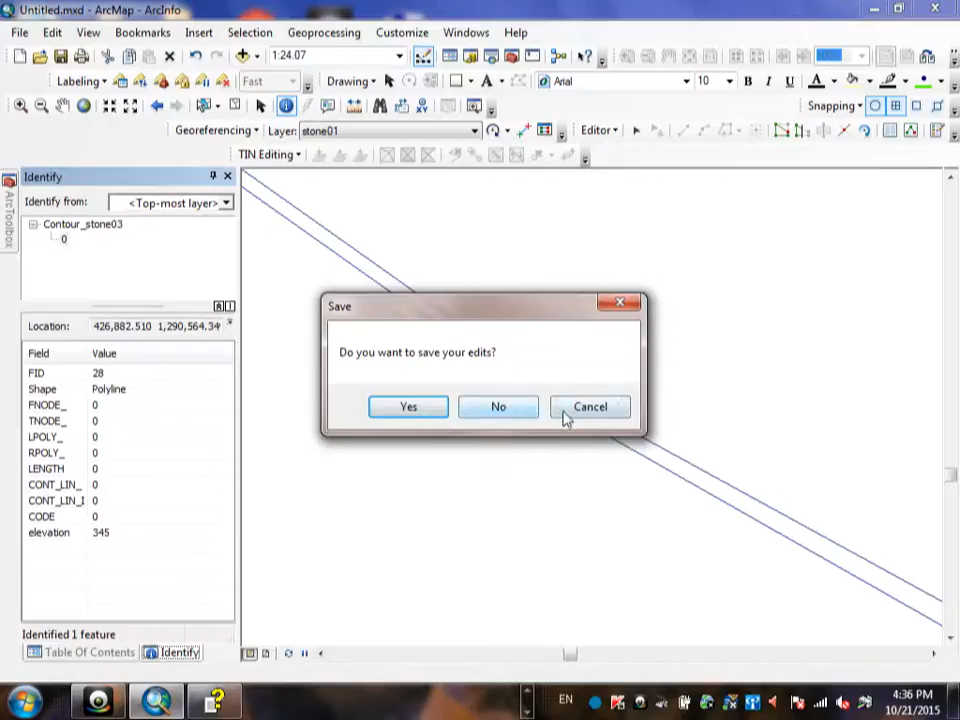 Untitled.mxd - ArcMap - ArcInfo
File Edit View Bookmarks Insert Selection Geoprocessing Customize Windows Help
1:24.07
Labeling Fast Drawing A Arial 10 B I U A
Snapping
Georeferencing Layer: stone01 Editor
TIN Editing
ArcToolbox
Identify
Identify from: <Top-most layer>
Contour_stone03
0
Location: 426,882.510 1,290,564.34
Field Value
FID 28
Shape Polyline
FNODE_ 0
TNODE_ 0
LPOLY_ 0
RPOLY_ 0
LENGTH 0
CONT_LIN_ 0
CONT_LIN_I 0
CODE 0
elevation 345
Identified 1 feature
Table Of Contents Identify
Save
Do you want to save your edits?
Yes No Cancel
EN
4:36 PM
10/21/2015